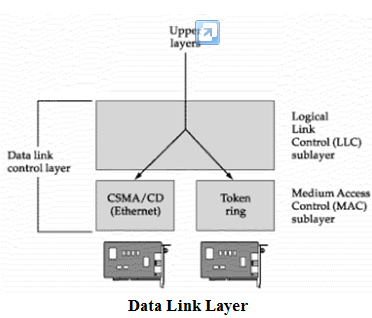 Upper
layers
Logical
Link
Control (LLC)
sublayer
Data link
control layer
CSMA/CD
(Ethernet)
Token
ring
Medium Access
Control (MAC)
sublayer
Data Link Layer